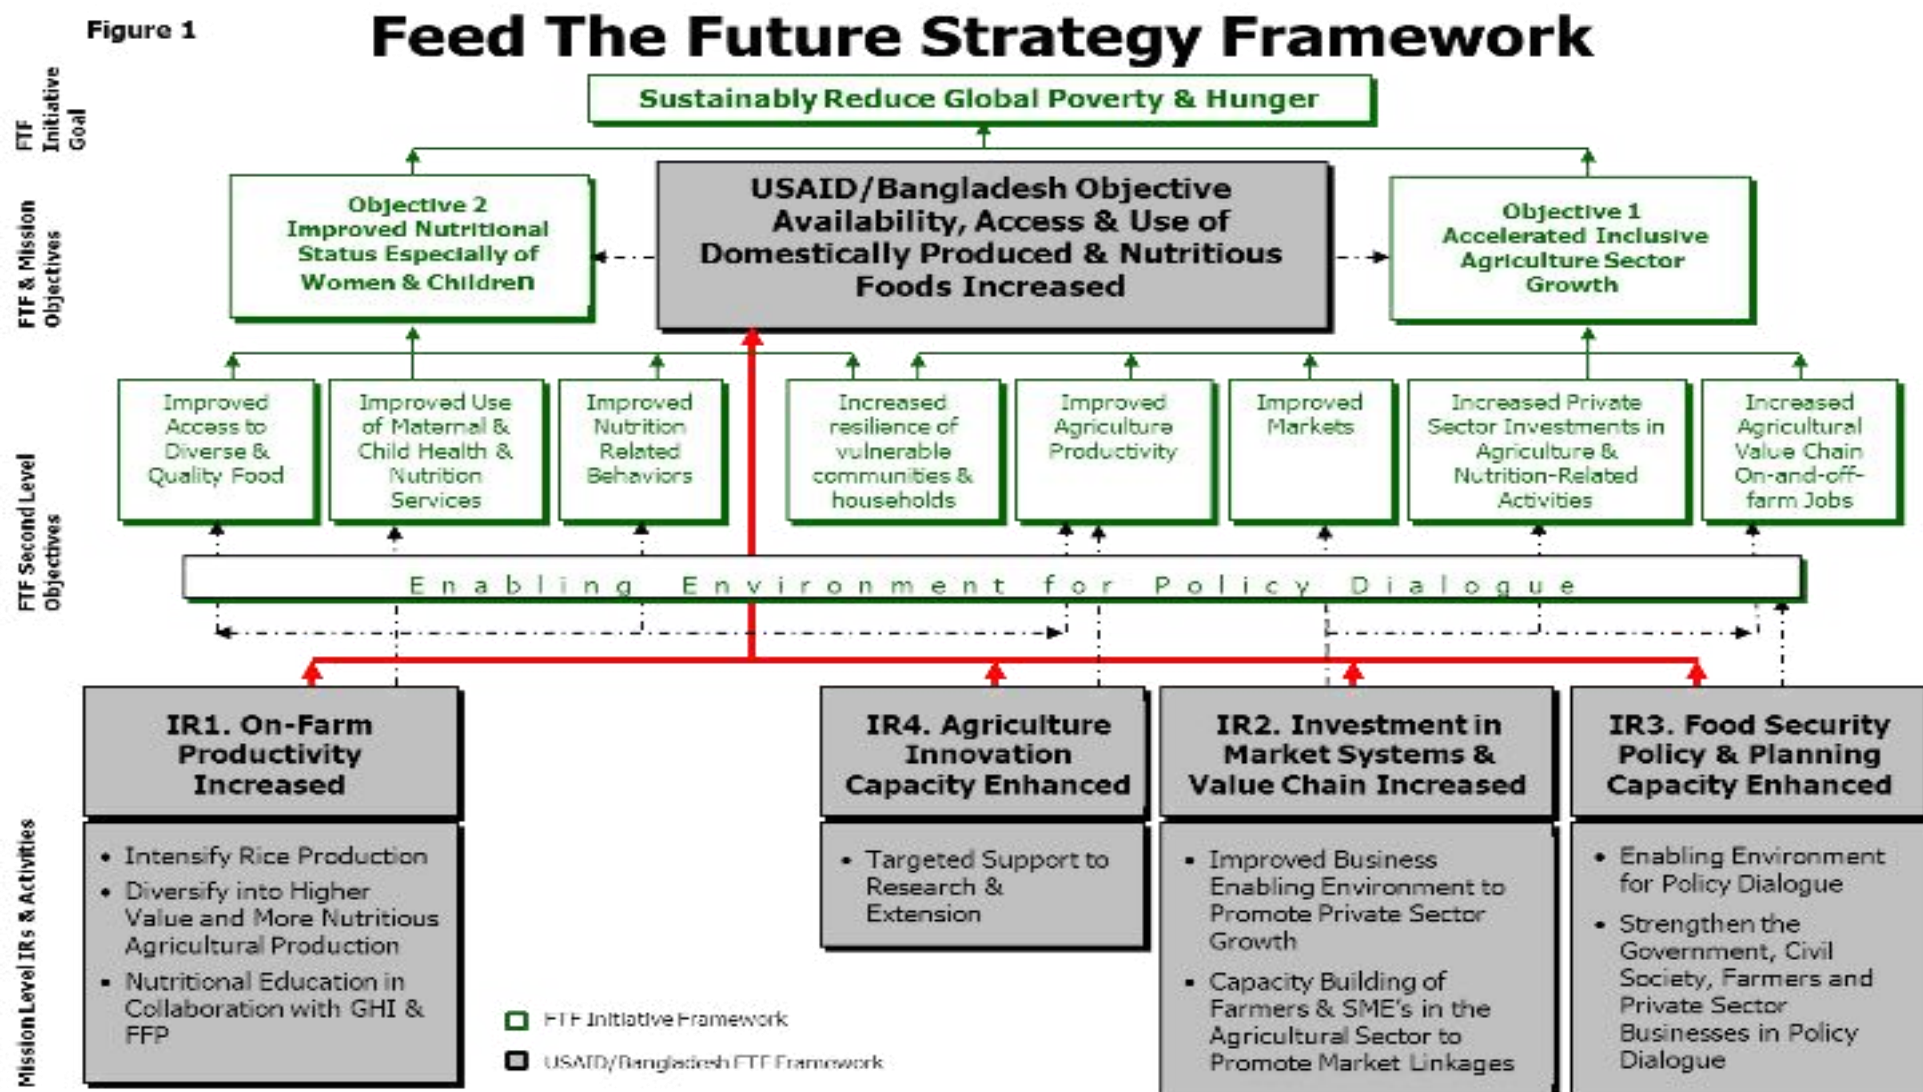 Figure 1
Feed The Future Strategy Framework
FTF
Initiative
Goal
Sustainably Reduce Global Poverty & Hunger
FTF & Mission
Objectives
Objective 2
Improved Nutritional
Status Especially of
Women & Children
USAID/Bangladesh Objective
Availability, Access & Use of
Domestically Produced & Nutritious
Foods Increased
Objective 1
Accelerated Inclusive
Agriculture Sector
Growth
FTF Second Level
Objectives
Improved
Access to
Diverse &
Quality Food
Improved Use
of Maternal &
Child Health &
Nutrition
Services
Improved
Nutrition
Related
Behaviors
Increased
resilience of
vulnerable
communities &
households
Improved
Agriculture
Productivity
Improved
Markets
Increased Private
Sector Investments in
Agriculture &
Nutrition-Related
Activities
Increased
Agricultural
Value Chain
On-and-off-
farm Jobs
Enabling Environment for Policy Dialogue
Mission Level IRs & Activities
IR1. On-Farm
Productivity
Increased
• Intensify Rice Production
• Diversify into Higher
Value and More Nutritious
Agricultural Production
• Nutritional Education in
Collaboration with GHI &
FFP
IR4. Agriculture
Innovation
Capacity Enhanced
• Targeted Support to
Research &
Extension
IR2. Investment in
Market Systems &
Value Chain Increased
• Improved Business
Enabling Environment to
Promote Private Sector
Growth
• Capacity Building of
Farmers & SME's in the
Agricultural Sector to
Promote Market Linkages
IR3. Food Security
Policy & Planning
Capacity Enhanced
• Enabling Environment
for Policy Dialogue
• Strengthen the
Government, Civil
Society, Farmers and
Private Sector
Businesses in Policy
Dialogue
FTF Initiative Framework
USAID/Bangladesh FTF Framework